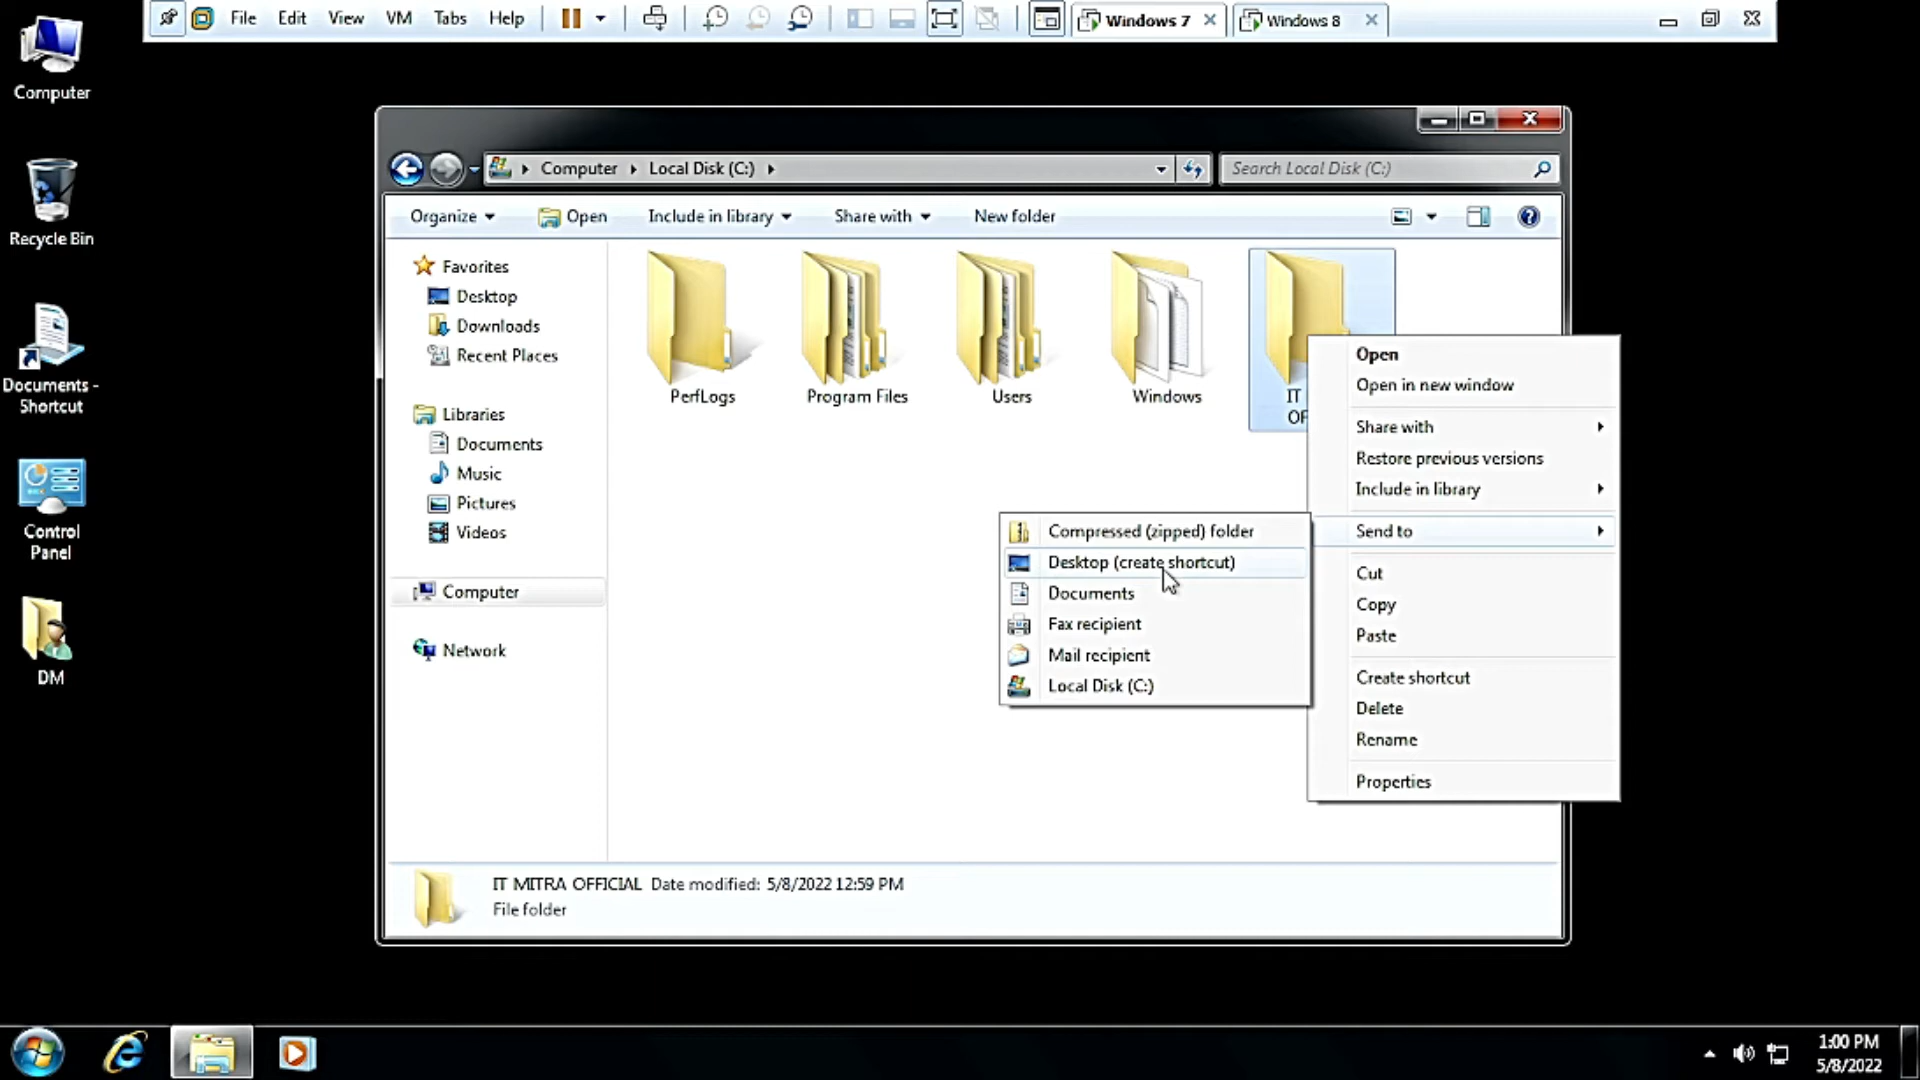 File Edit View VM Tabs Help
Windows 7
Windows 8
Computer
Recycle Bin
Documents -
Shortcut
Control
Panel
DM
Computer
Local Disk (C:)
Search Local Disk (C:)
Organize
Open
Include in library
Share with
New folder
Favorites
Desktop
Downloads
Recent Places
Libraries
Documents
Music
Pictures
Videos
Computer
Network
PerfLogs
Program Files
Users
Windows
IT
OF
Open
Open in new window
Share with
Restore previous versions
Include in library
Send to
Cut
Copy
Paste
Create shortcut
Delete
Rename
Properties
Compressed (zipped) folder
Desktop (create shortcut)
Documents
Fax recipient
Mail recipient
Local Disk (C:)
IT MITRA OFFICIAL Date modified: 5/8/2022 12:59 PM
File folder
1:00 PM
5/8/2022